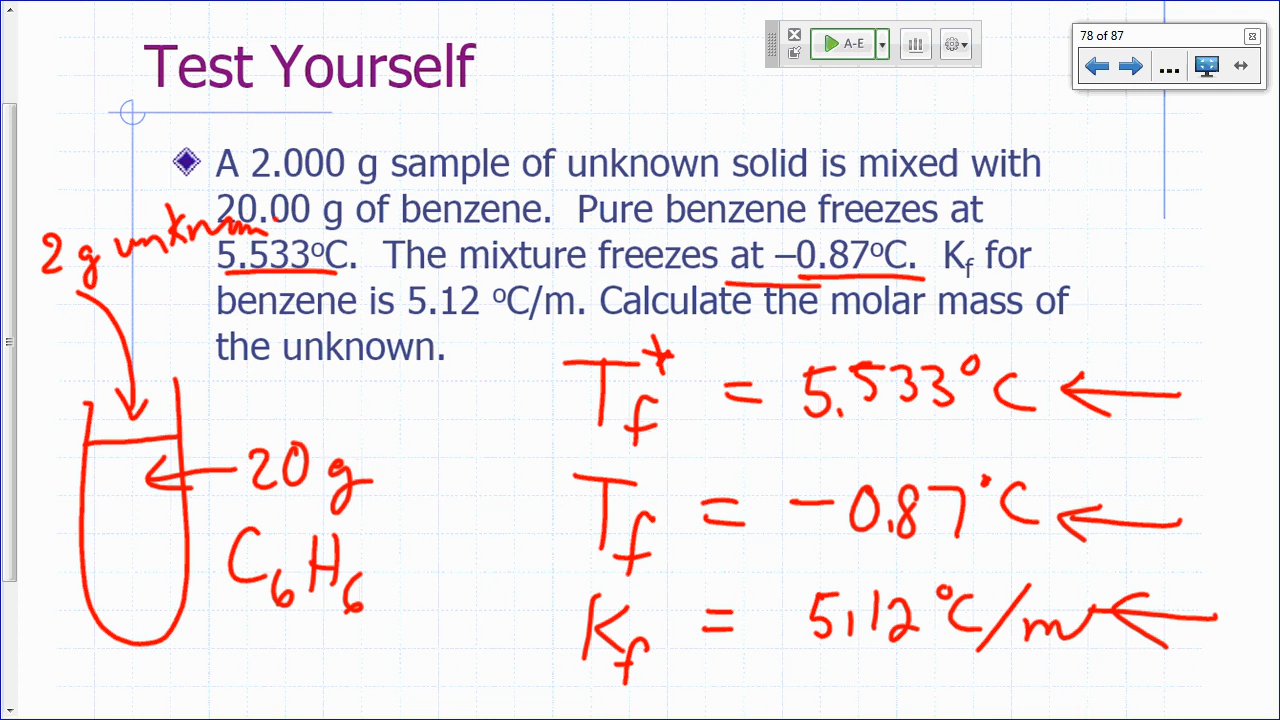 Test Yourself
A-E
78 of 87
...
A 2.000 g sample of unknown solid is mixed with
20.00 g of benzene. Pure benzene freezes at
5.533°C. The mixture freezes at –0.87°C. Kf for
benzene is 5.12 °C/m. Calculate the molar mass of
the unknown.
2 g unknown
20 g
C6H6
Tf* = 5.533°C
Tf = -0.87°C
Kf = 5.12°C/m